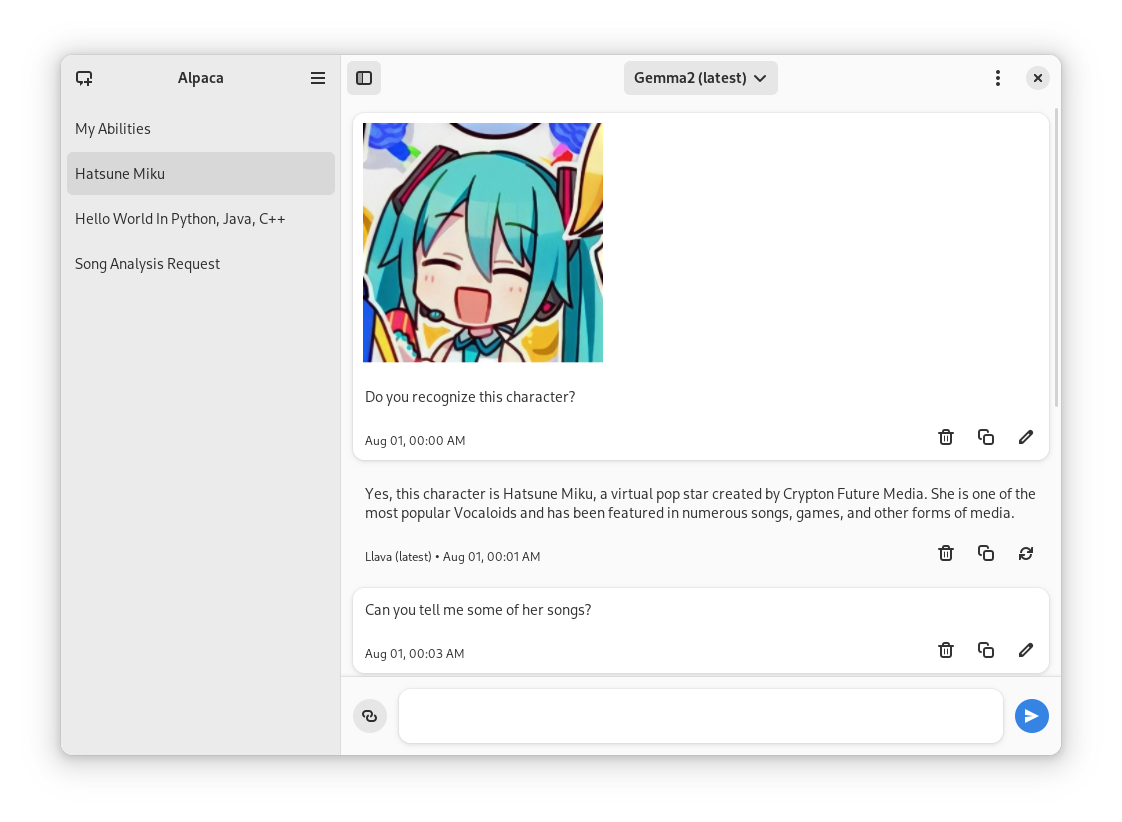 Alpaca
My Abilities
Hatsune Miku
Hello World In Python, Java, C++
Song Analysis Request
Gemma2 (latest)
Do you recognize this character?
Aug 01, 00:00 AM
Yes, this character is Hatsune Miku, a virtual pop star created by Crypton Future Media. She is one of the
most popular Vocaloids and has been featured in numerous songs, games, and other forms of media.
Llava (latest) • Aug 01, 00:01 AM
Can you tell me some of her songs?
Aug 01, 00:03 AM